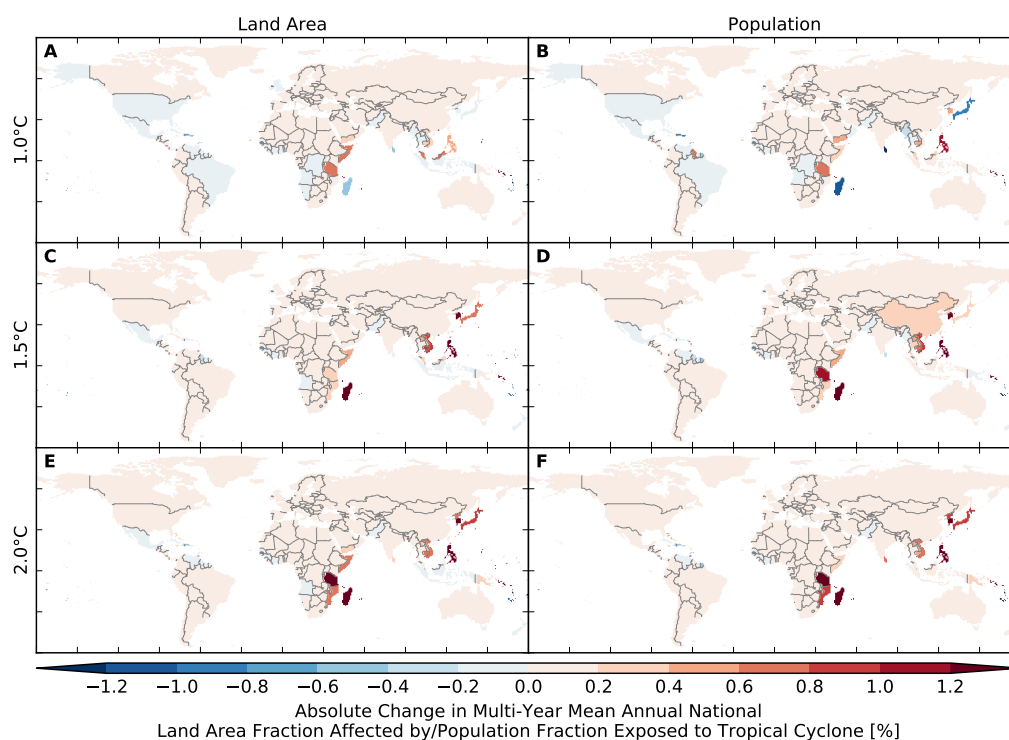 Land Area
Population
A
B
1.0°C
C
D
1.5°C
E
F
2.0°C
−1.2 −1.0 −0.8 −0.6 −0.4 −0.2 0.0 0.2 0.4 0.6 0.8 1.0 1.2
Absolute Change in Multi-Year Mean Annual National
Land Area Fraction Affected by/Population Fraction Exposed to Tropical Cyclone [%]